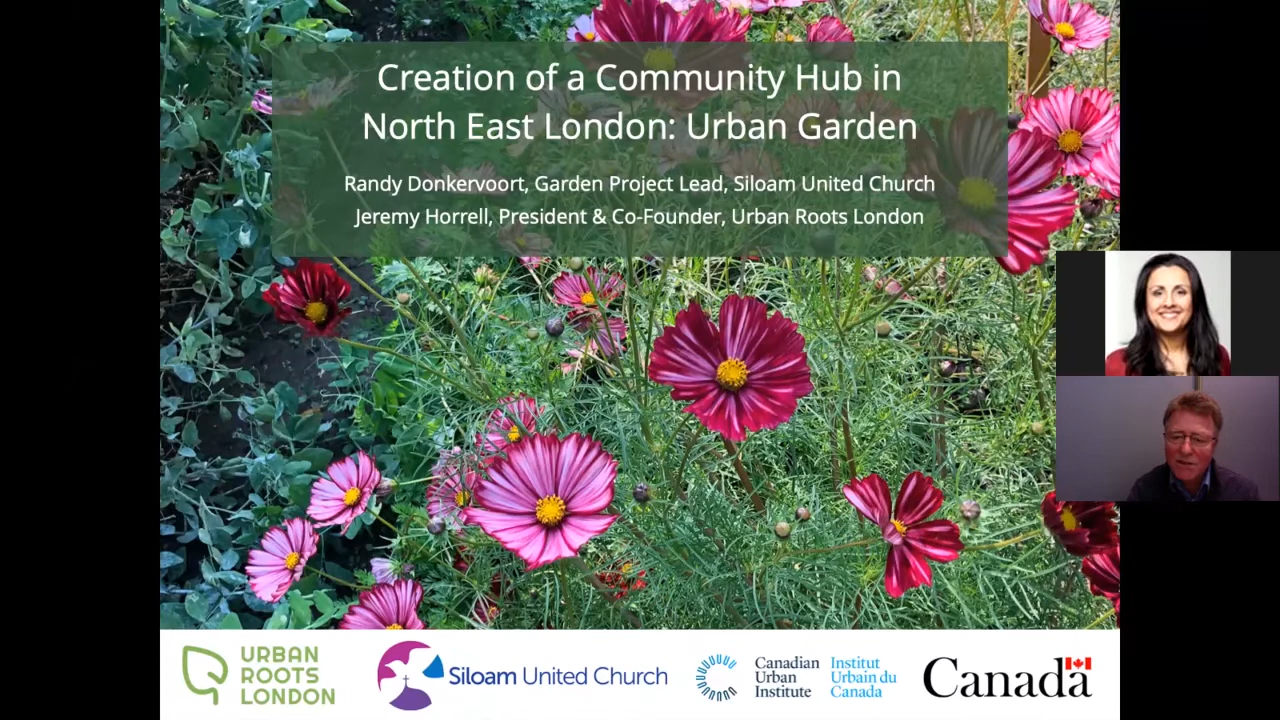 Creation of a Community Hub in
North East London: Urban Garden
Randy Donkervoort, Garden Project Lead, Siloam United Church
Jeremy Horrell, President & Co-Founder, Urban Roots London
URBAN
ROOTS
LONDON
Siloam United Church
Canadian
Urban
Institute
Institut
Urbain du
Canada
Canada